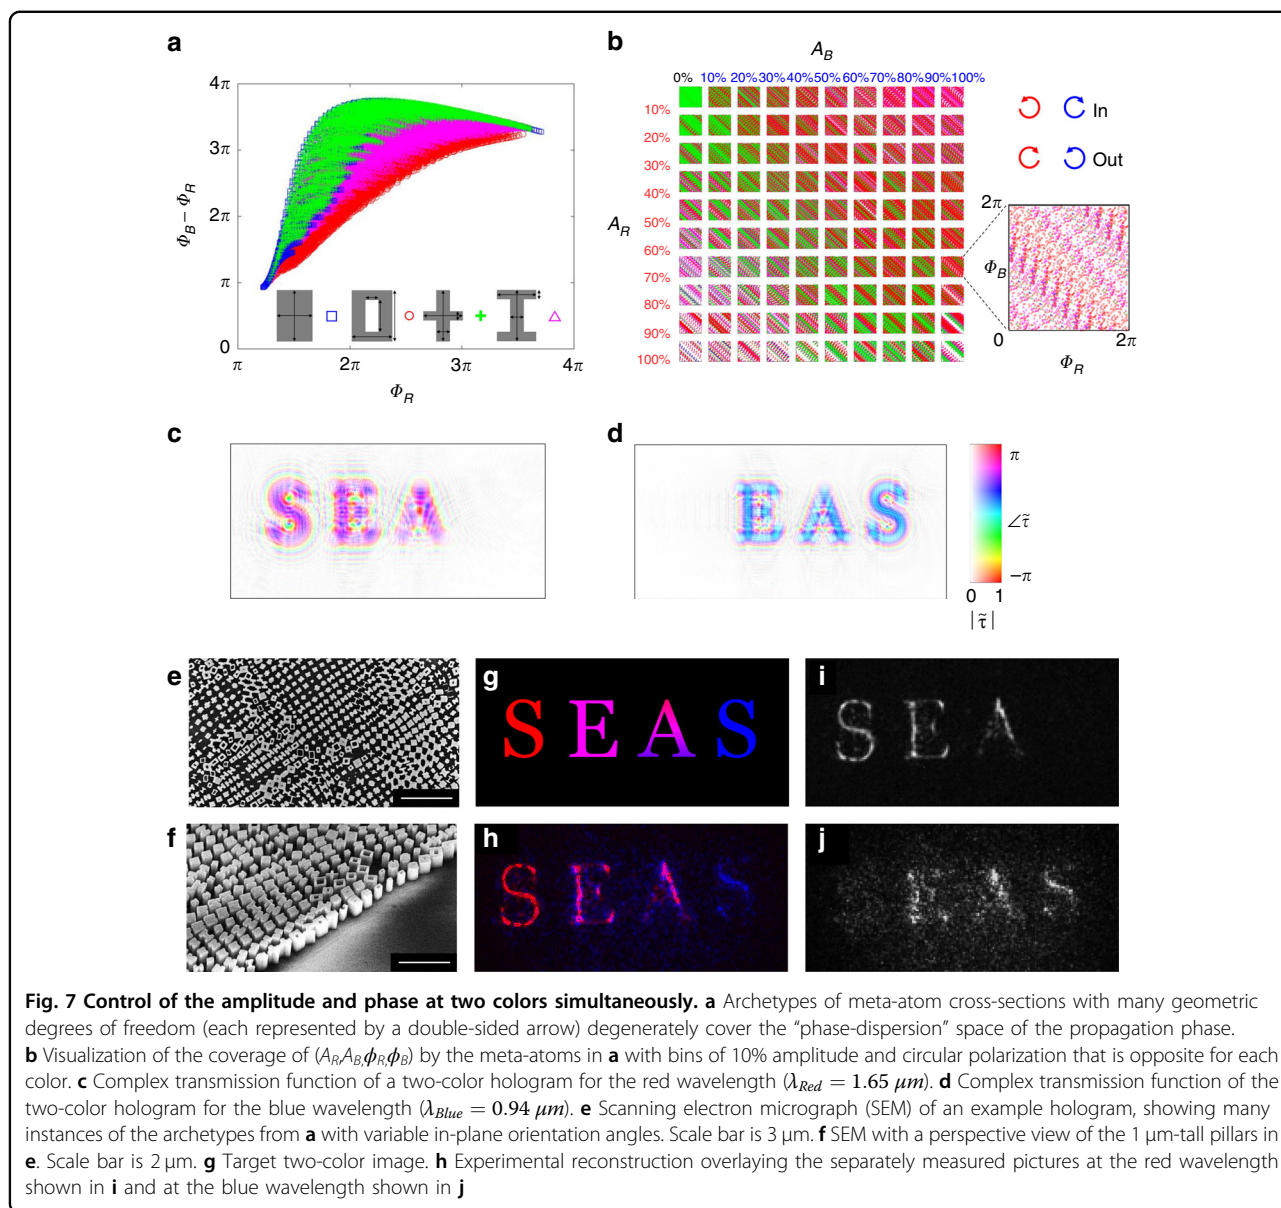 a
4π
3π
2π
π
0
Φ_B – Φ_R
π 2π 3π 4π
Φ_R
b
A_B
0% 10% 20% 30% 40% 50% 60% 70% 80% 90% 100%
10%
20%
30%
40%
50%
60%
70%
80%
90%
100%
A_R
In
Out
2π
Φ_B
0 2π
Φ_R
c
SEA
d
EAS
π
∠τ̃
–π
0 1
|τ̃|
e
g
S E A S
i
S E A
f
h
S E A S
j
E A S
Fig. 7 Control of the amplitude and phase at two colors simultaneously. a Archetypes of meta-atom cross-sections with many geometric
degrees of freedom (each represented by a double-sided arrow) degenerately cover the “phase-dispersion” space of the propagation phase.
b Visualization of the coverage of (A_R,A_B,ϕ_R,ϕ_B) by the meta-atoms in a with bins of 10% amplitude and circular polarization that is opposite for each
color. c Complex transmission function of a two-color hologram for the red wavelength (λ_Red = 1.65 μm). d Complex transmission function of the
two-color hologram for the blue wavelength (λ_Blue = 0.94 μm). e Scanning electron micrograph (SEM) of an example hologram, showing many
instances of the archetypes from a with variable in-plane orientation angles. Scale bar is 3 μm. f SEM with a perspective view of the 1 μm-tall pillars in
e. Scale bar is 2 μm. g Target two-color image. h Experimental reconstruction overlaying the separately measured pictures at the red wavelength
shown in i and at the blue wavelength shown in j